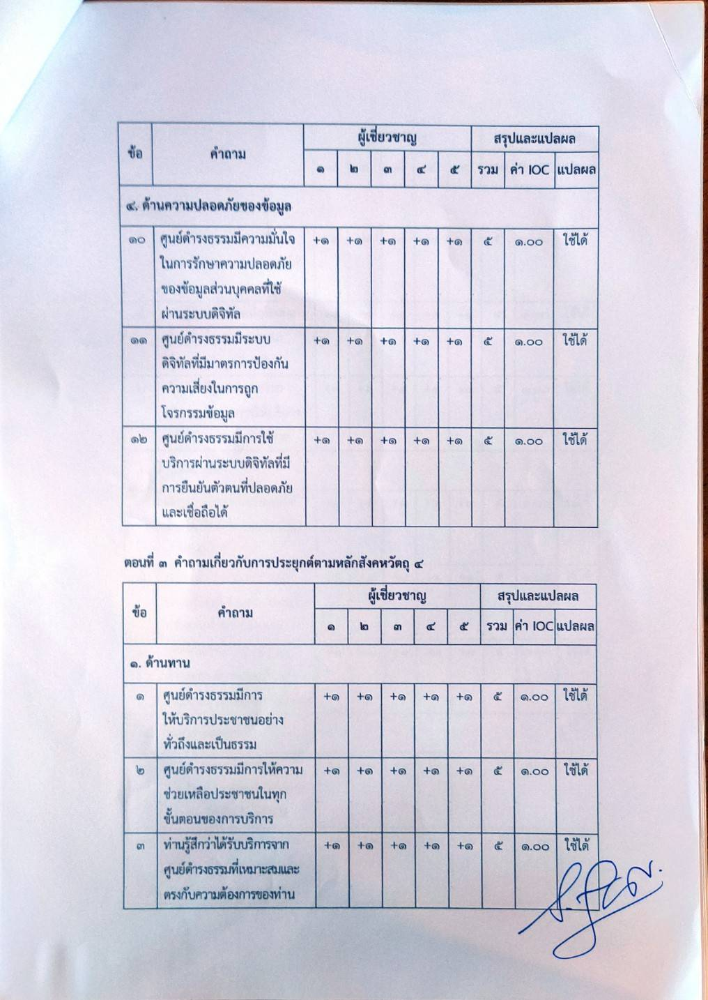 ข้อ คำถาม ผู้เชี่ยวชาญ สรุปและแปลผล
๑ ๒ ๓ ๔ ๕ รวม ค่า IOC แปลผล
๔. ด้านความปลอดภัยของข้อมูล
๑๐ ศูนย์ดำรงธรรมมีความมั่นใจ +๑ +๑ +๑ +๑ +๑ ๕ ๑.๐๐ ใช้ได้
ในการรักษาความปลอดภัย
ของข้อมูลส่วนบุคคลที่ใช้
ผ่านระบบดิจิทัล
๑๑ ศูนย์ดำรงธรรมมีระบบ +๑ +๑ +๑ +๑ +๑ ๕ ๑.๐๐ ใช้ได้
ดิจิทัลที่มีมาตรการป้องกัน
ความเสี่ยงในการถูก
โจรกรรมข้อมูล
๑๒ ศูนย์ดำรงธรรมมีการใช้ +๑ +๑ +๑ +๑ +๑ ๕ ๑.๐๐ ใช้ได้
บริการผ่านระบบดิจิทัลที่มี
การยืนยันตัวตนที่ปลอดภัย
และเชื่อถือได้
ตอนที่ ๓ คำถามเกี่ยวกับการประยุกต์ตามหลักสังคหวัตถุ ๔
ข้อ คำถาม ผู้เชี่ยวชาญ สรุปและแปลผล
๑ ๒ ๓ ๔ ๕ รวม ค่า IOC แปลผล
๑. ด้านทาน
๑ ศูนย์ดำรงธรรมมีการ +๑ +๑ +๑ +๑ +๑ ๕ ๑.๐๐ ใช้ได้
ให้บริการประชาชนอย่าง
ทั่วถึงและเป็นธรรม
๒ ศูนย์ดำรงธรรมมีการให้ความ +๑ +๑ +๑ +๑ +๑ ๕ ๑.๐๐ ใช้ได้
ช่วยเหลือประชาชนในทุก
ขั้นตอนของการบริการ
๓ ท่านรู้สึกว่าได้รับบริการจาก +๑ +๑ +๑ +๑ +๑ ๕ ๑.๐๐ ใช้ได้
ศูนย์ดำรงธรรมที่เหมาะสมและ
ตรงกับความต้องการของท่าน